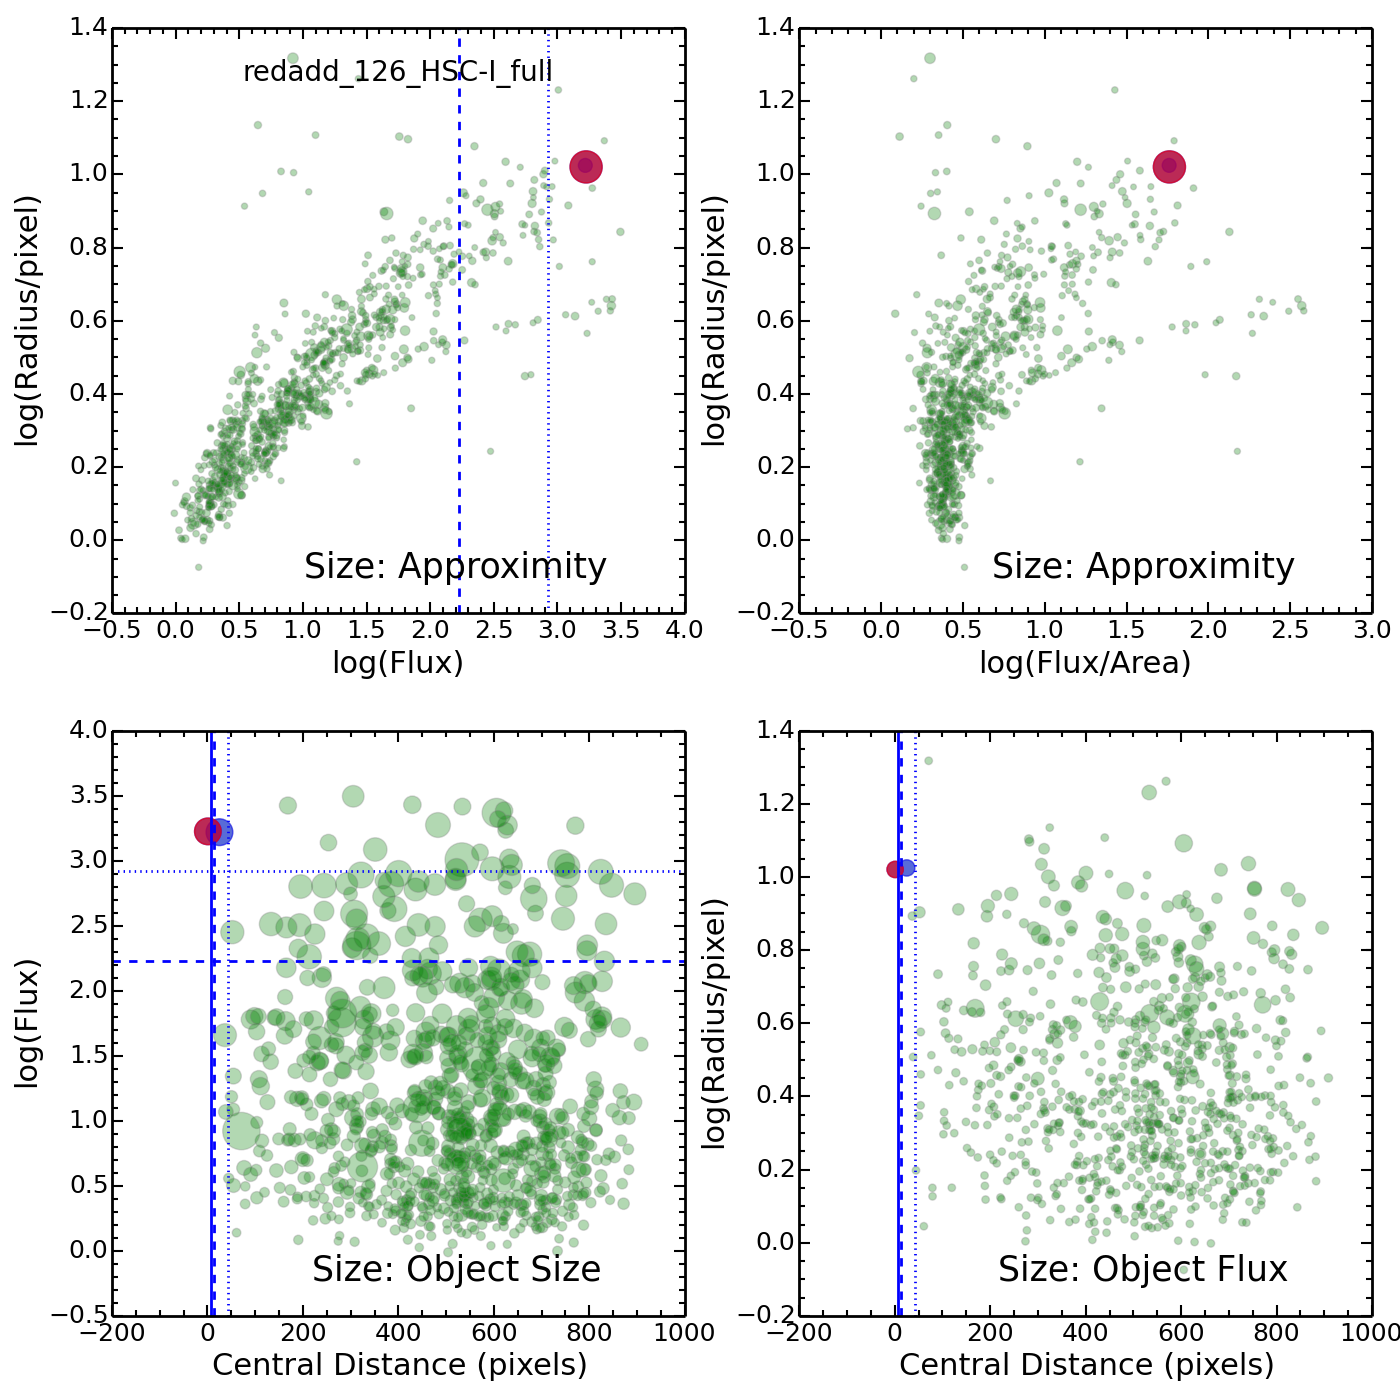 1.4
1.2
1.0
0.8
0.6
0.4
0.2
0.0
−0.2
log(Radius/pixel)
redadd_126_HSC-I_full
Size: Approximity
−0.5 0.0 0.5 1.0 1.5 2.0 2.5 3.0 3.5 4.0
log(Flux)
1.4
1.2
1.0
0.8
0.6
0.4
0.2
0.0
−0.2
log(Radius/pixel)
Size: Approximity
−0.5 0.0 0.5 1.0 1.5 2.0 2.5 3.0
log(Flux/Area)
4.0
3.5
3.0
2.5
2.0
1.5
1.0
0.5
0.0
−0.5
log(Flux)
Size: Object Size
−200 0 200 400 600 800 1000
Central Distance (pixels)
1.4
1.2
1.0
0.8
0.6
0.4
0.2
0.0
−0.2
log(Radius/pixel)
Size: Object Flux
−200 0 200 400 600 800 1000
Central Distance (pixels)